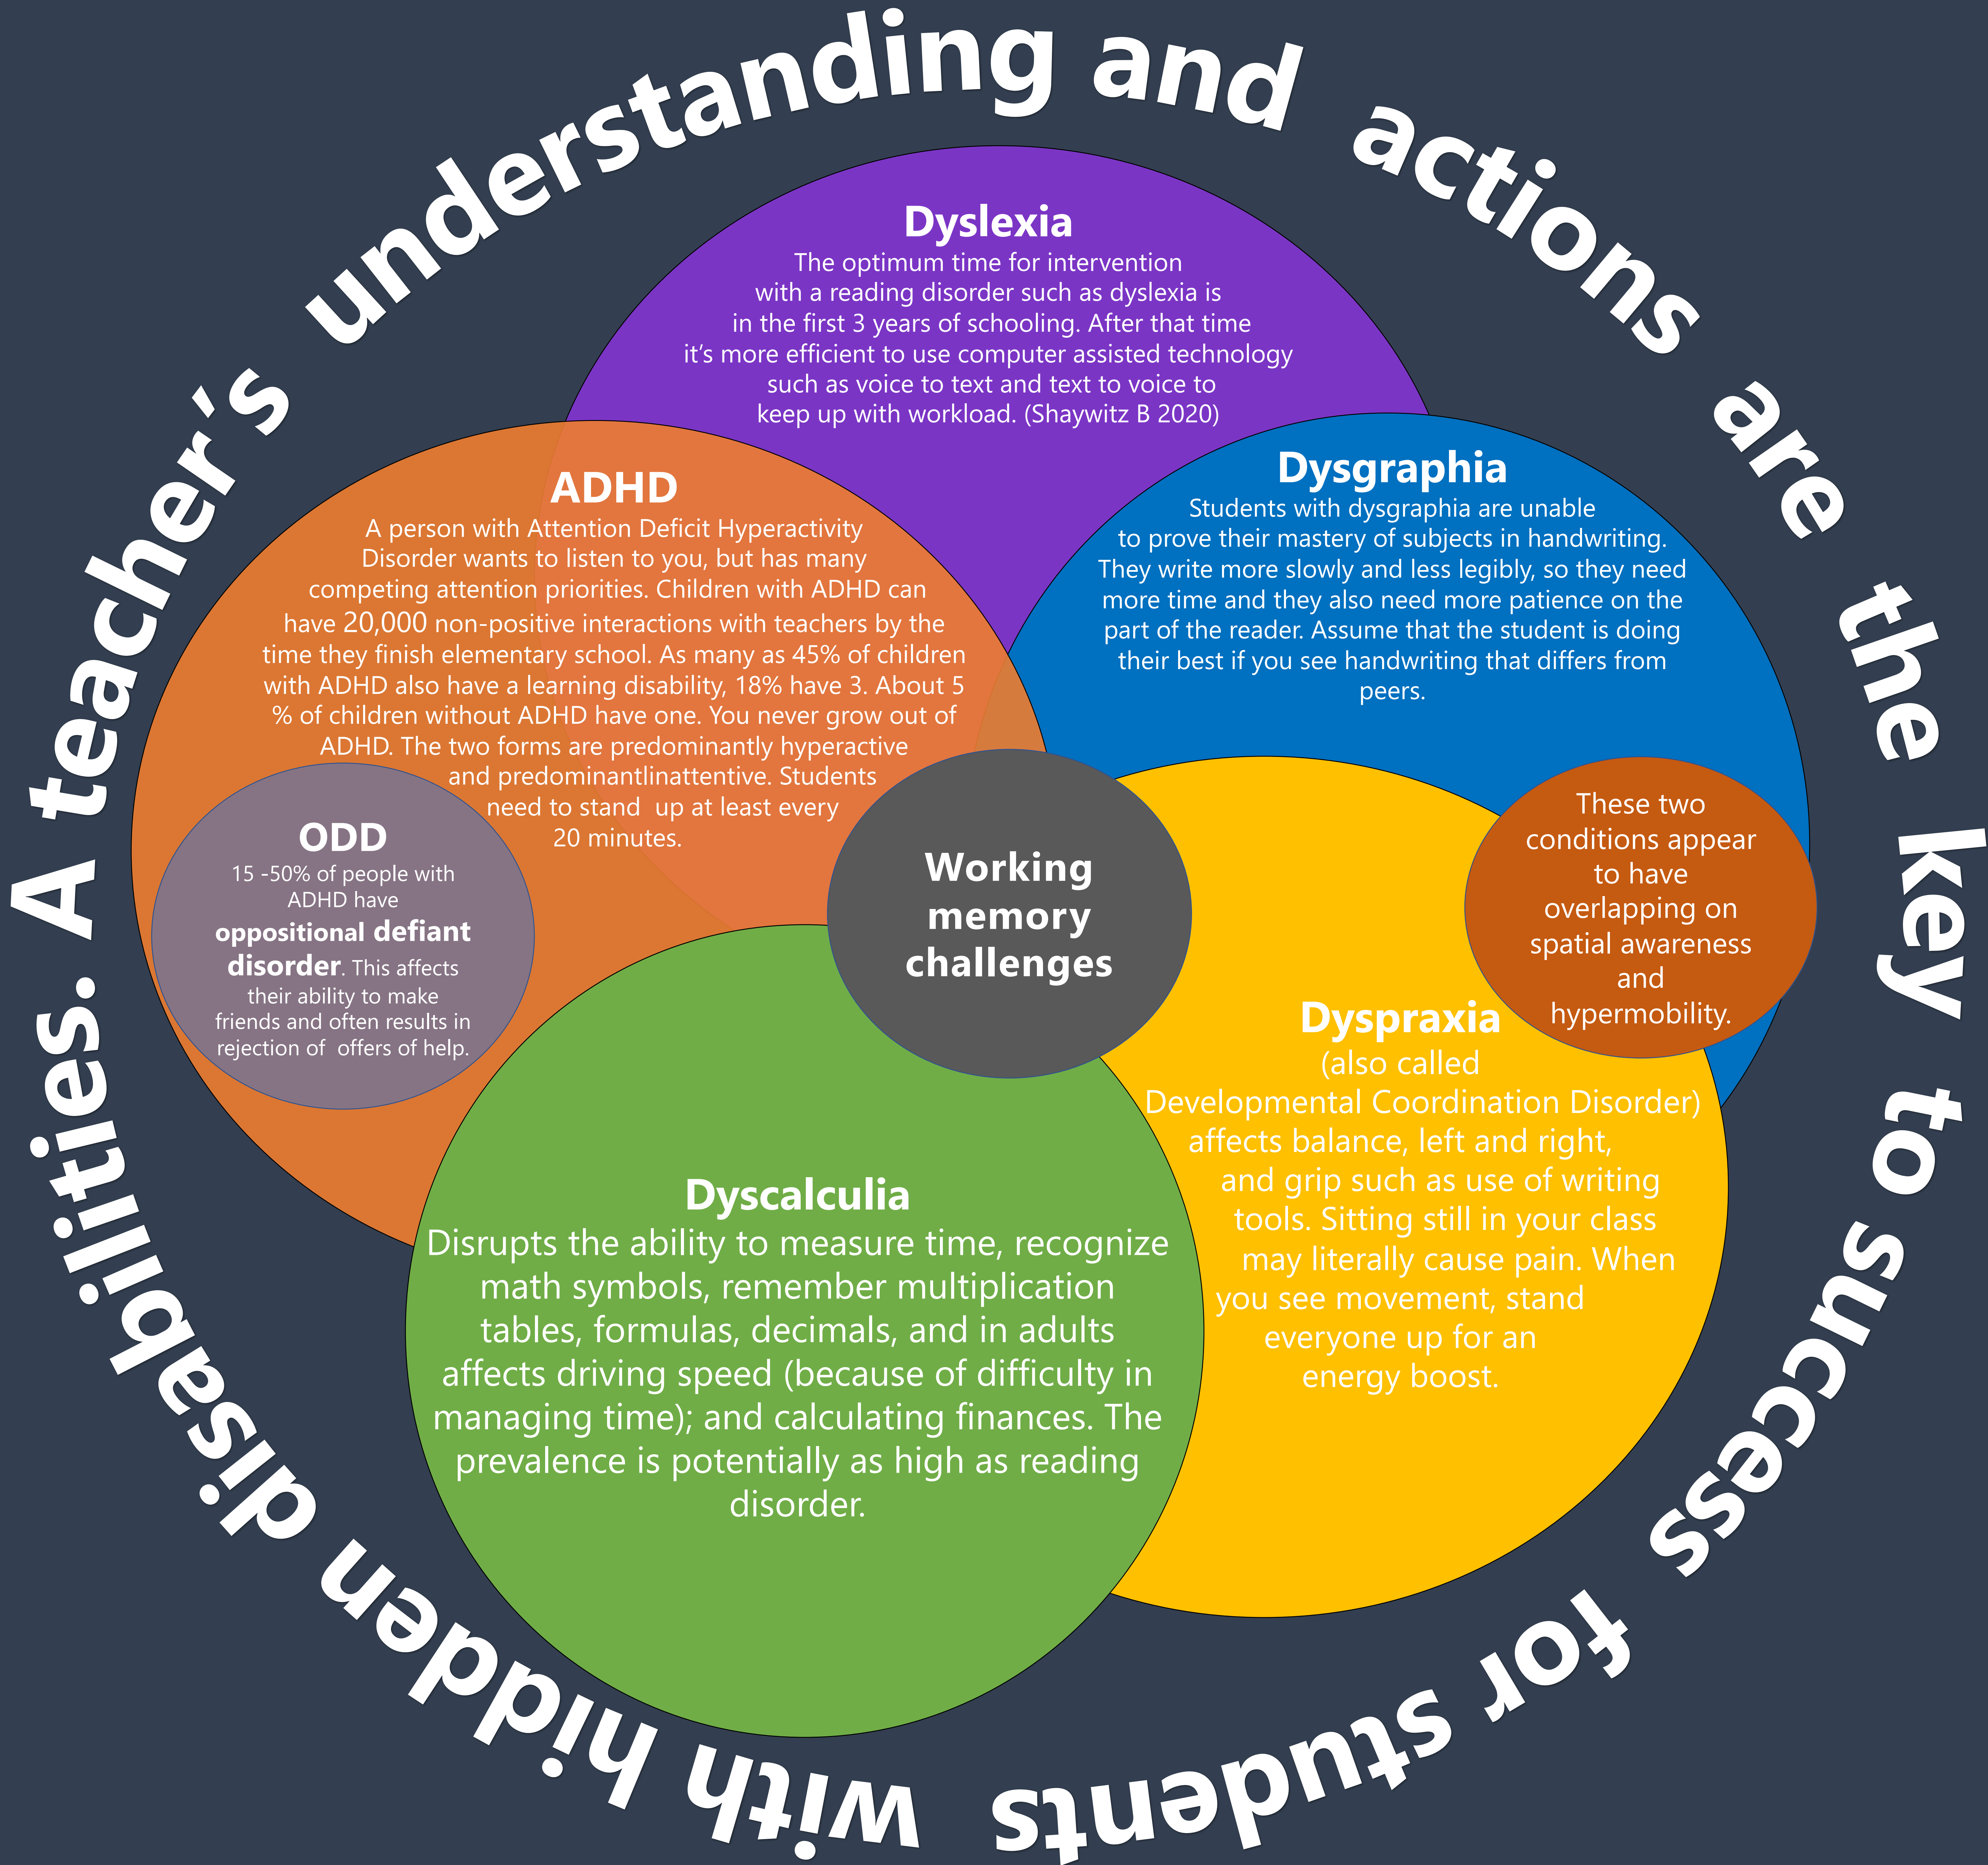 A teacher's understanding and actions are the key to success for students with hidden disabilities.
Dyslexia
The optimum time for intervention
with a reading disorder such as dyslexia is
in the first 3 years of schooling. After that time
it's more efficient to use computer assisted technology
such as voice to text and text to voice to
keep up with workload. (Shaywitz B 2020)
ADHD
A person with Attention Deficit Hyperactivity
Disorder wants to listen to you, but has many
competing attention priorities. Children with ADHD can
have 20,000 non-positive interactions with teachers by the
time they finish elementary school. As many as 45% of children
with ADHD also have a learning disability, 18% have 3. About 5
% of children without ADHD have one. You never grow out of
ADHD. The two forms are predominantly hyperactive
and predominantlinattentive. Students
need to stand  up at least every
20 minutes.
Dysgraphia
Students with dysgraphia are unable
to prove their mastery of subjects in handwriting.
They write more slowly and less legibly, so they need
more time and they also need more patience on the
part of the reader. Assume that the student is doing
their best if you see handwriting that differs from
peers.
ODD
15 -50% of people with
ADHD have
oppositional defiant
disorder. This affects
their ability to make
friends and often results in
rejection of  offers of help.
Working
memory
challenges
These two
conditions appear
to have
overlapping on
spatial awareness
and
hypermobility.
Dyspraxia
(also called
Developmental Coordination Disorder)
affects balance, left and right,
and grip such as use of writing
tools. Sitting still in your class
may literally cause pain. When
you see movement, stand
everyone up for an
energy boost.
Dyscalculia
Disrupts the ability to measure time, recognize
math symbols, remember multiplication
tables, formulas, decimals, and in adults
affects driving speed (because of difficulty in
managing time); and calculating finances. The
prevalence is potentially as high as reading
disorder.